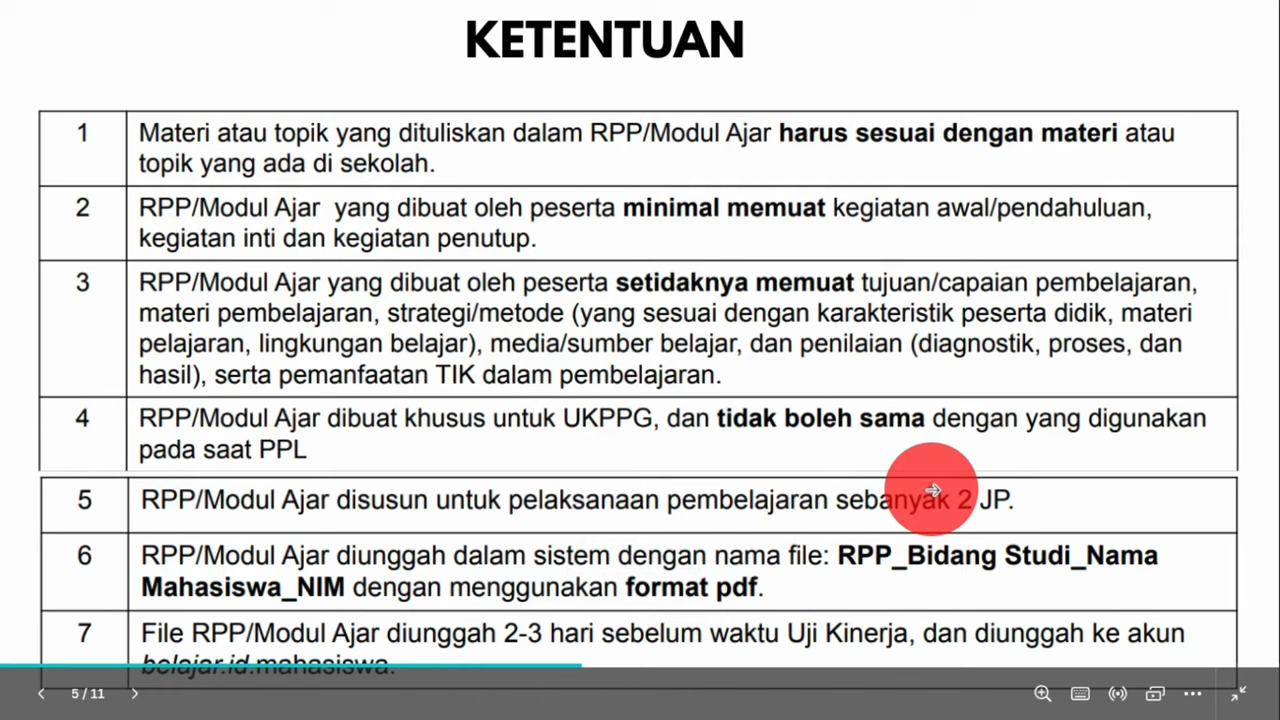 KETENTUAN
1 Materi atau topik yang dituliskan dalam RPP/Modul Ajar harus sesuai dengan materi atau
topik yang ada di sekolah.
2 RPP/Modul Ajar yang dibuat oleh peserta minimal memuat kegiatan awal/pendahuluan,
kegiatan inti dan kegiatan penutup.
3 RPP/Modul Ajar yang dibuat oleh peserta setidaknya memuat tujuan/capaian pembelajaran,
materi pembelajaran, strategi/metode (yang sesuai dengan karakteristik peserta didik, materi
pelajaran, lingkungan belajar), media/sumber belajar, dan penilaian (diagnostik, proses, dan
hasil), serta pemanfaatan TIK dalam pembelajaran.
4 RPP/Modul Ajar dibuat khusus untuk UKPPG, dan tidak boleh sama dengan yang digunakan
pada saat PPL
5 RPP/Modul Ajar disusun untuk pelaksanaan pembelajaran sebanyak 2 JP.
6 RPP/Modul Ajar diunggah dalam sistem dengan nama file: RPP_Bidang Studi_Nama
Mahasiswa_NIM dengan menggunakan format pdf.
7 File RPP/Modul Ajar diunggah 2-3 hari sebelum waktu Uji Kinerja, dan diunggah ke akun
belajar.id.mahasiswa.
5 / 11